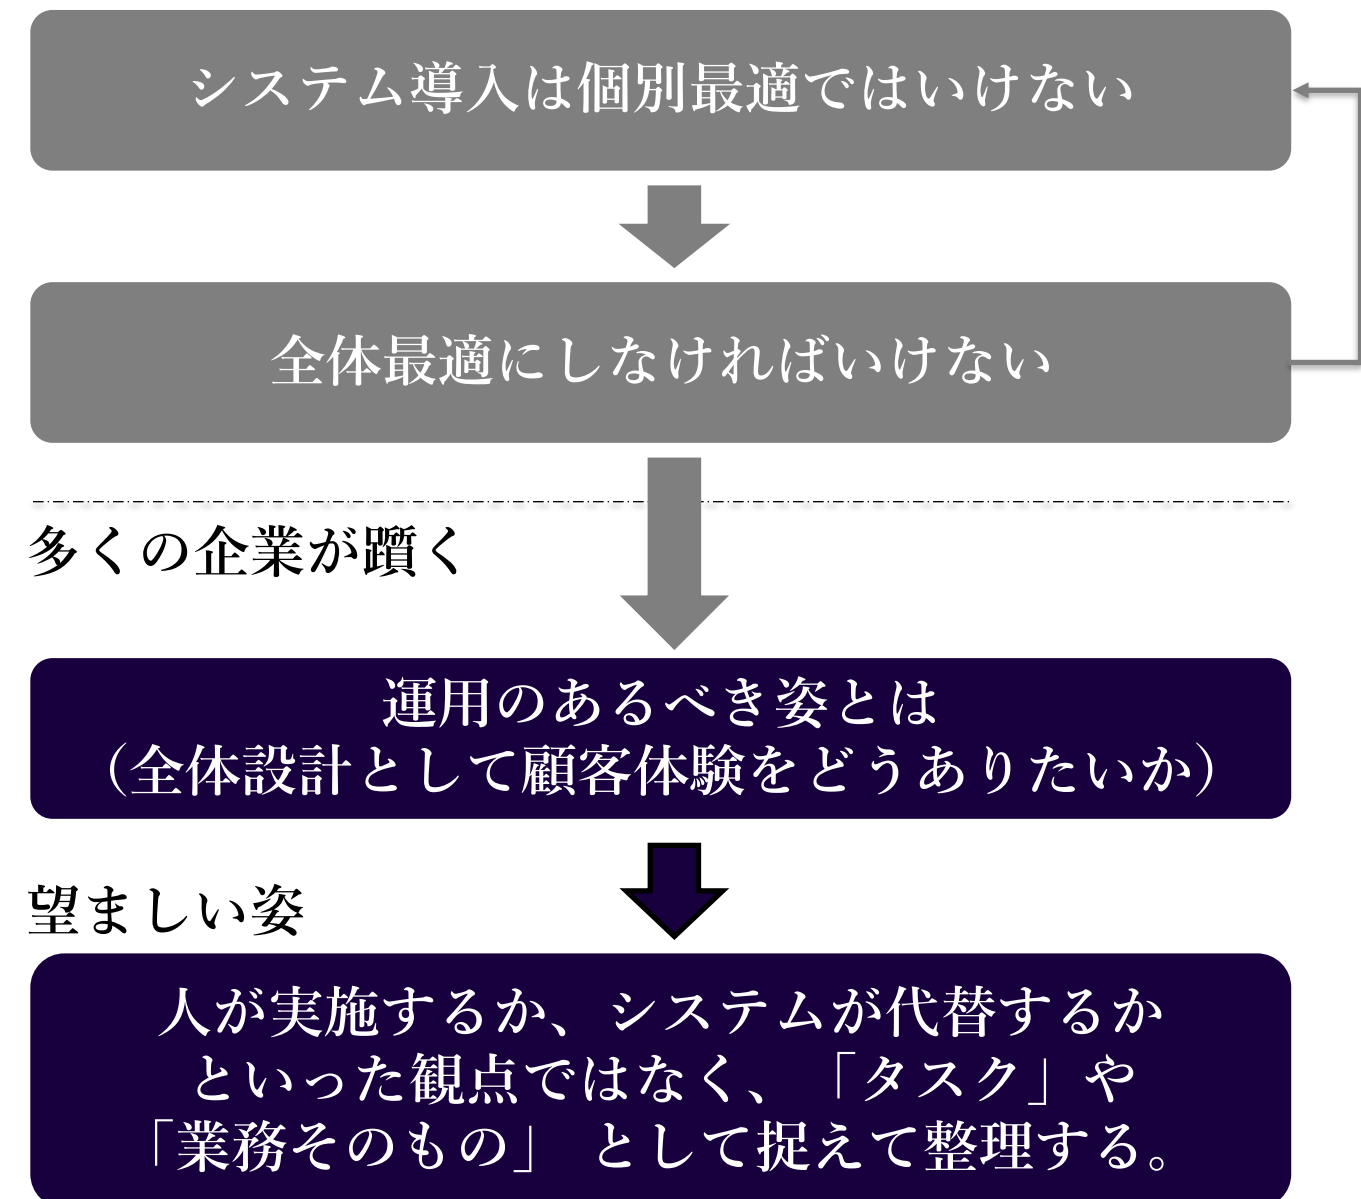 システム導入は個別最適ではいけない
全体最適にしなければいけない
多くの企業が躓く
運用のあるべき姿とは
（全体設計として顧客体験をどうありたいか）
望ましい姿
人が実施するか、システムが代替するか
といった観点ではなく、「タスク」や
「業務そのもの」 として捉えて整理する。